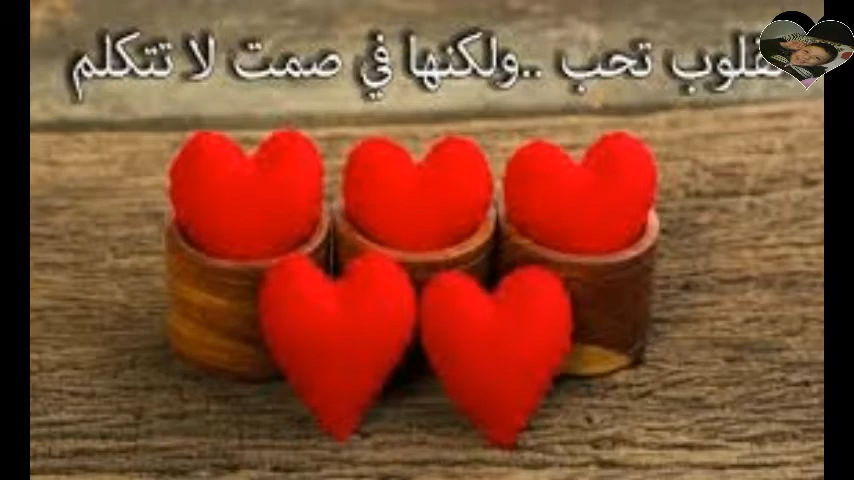 تحب ..ولكنها في صمت لا تتكلم